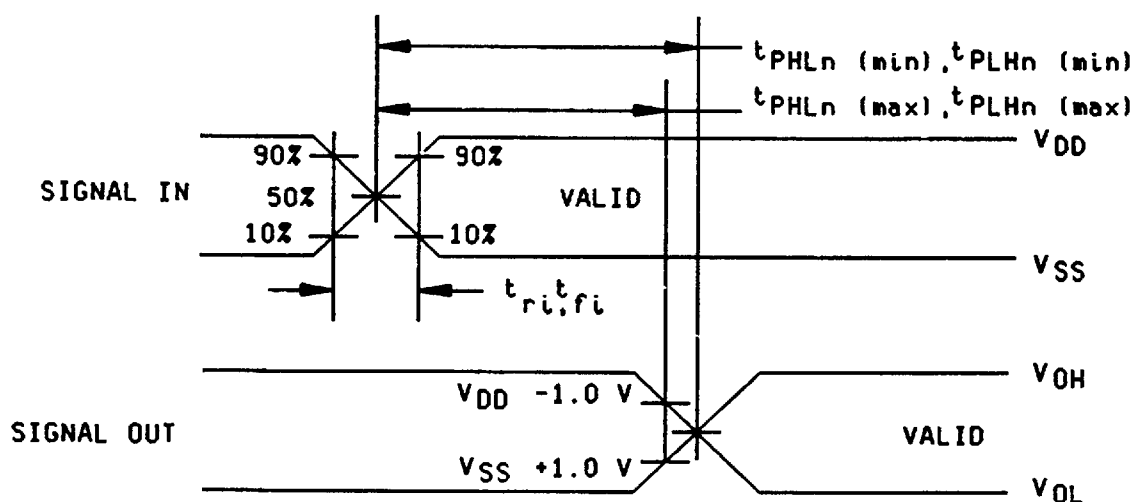 tPHLn (min),tPLHn (min)
tPHLn (max),tPLHn (max)
VDD
90% 90%
SIGNAL IN 50% VALID
10% 10%
VSS
tri,tfi
VOH
VDD -1.0 V
SIGNAL OUT VALID
VSS +1.0 V
VOL